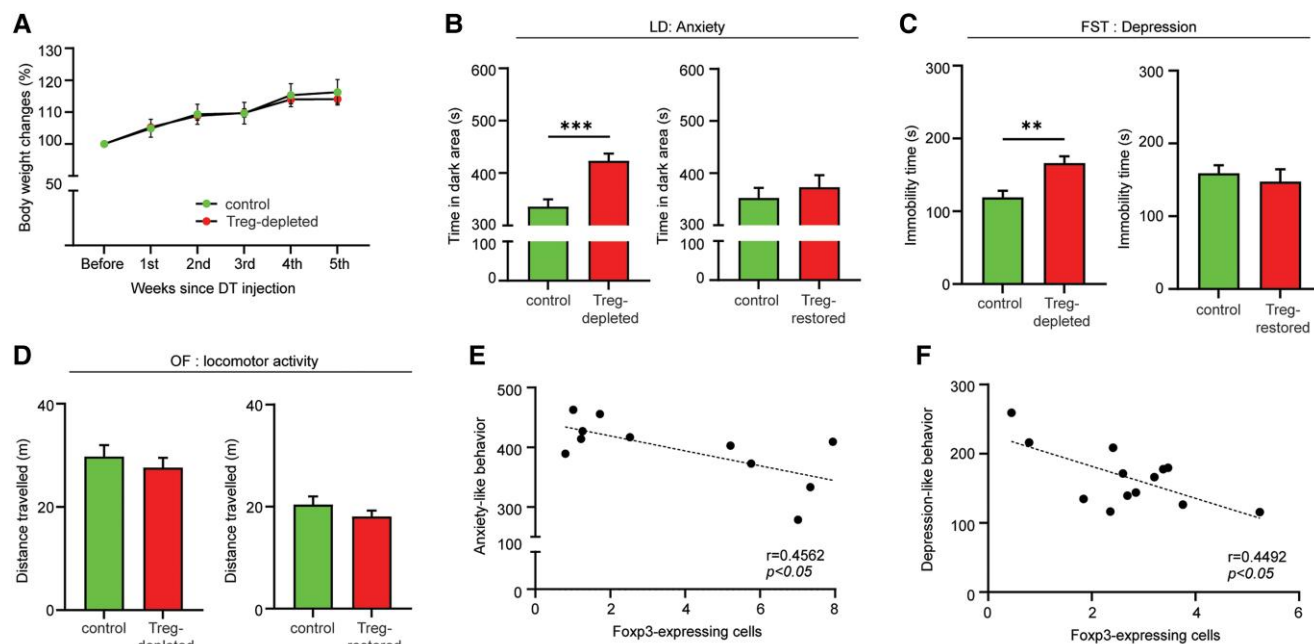 A
130
120
110
100
50
Body weight changes (%)
control
Treg-depleted
Before 1st 2nd 3rd 4th 5th
Weeks since DT injection
B
LD: Anxiety
600
500
400
300
100
0
Time in dark area (s)
***
control Treg-
depleted
600
500
400
300
100
0
Time in dark area (s)
control Treg-
restored
C
FST : Depression
300
200
100
0
Immobility time (s)
**
control Treg-
depleted
300
200
100
0
Immobility time (s)
control Treg-
restored
D
OF : locomotor activity
40
20
0
Distance travelled (m)
control Treg-
40
20
0
Distance travelled (m)
control Treg-
E
500
400
300
100
0
Anxiety-like behavior
r=0.4562
p<0.05
0 2 4 6 8
Foxp3-expressing cells
F
300
200
100
0
Depression-like behavior
r=0.4492
p<0.05
0 2 4 6
Foxp3-expressing cells